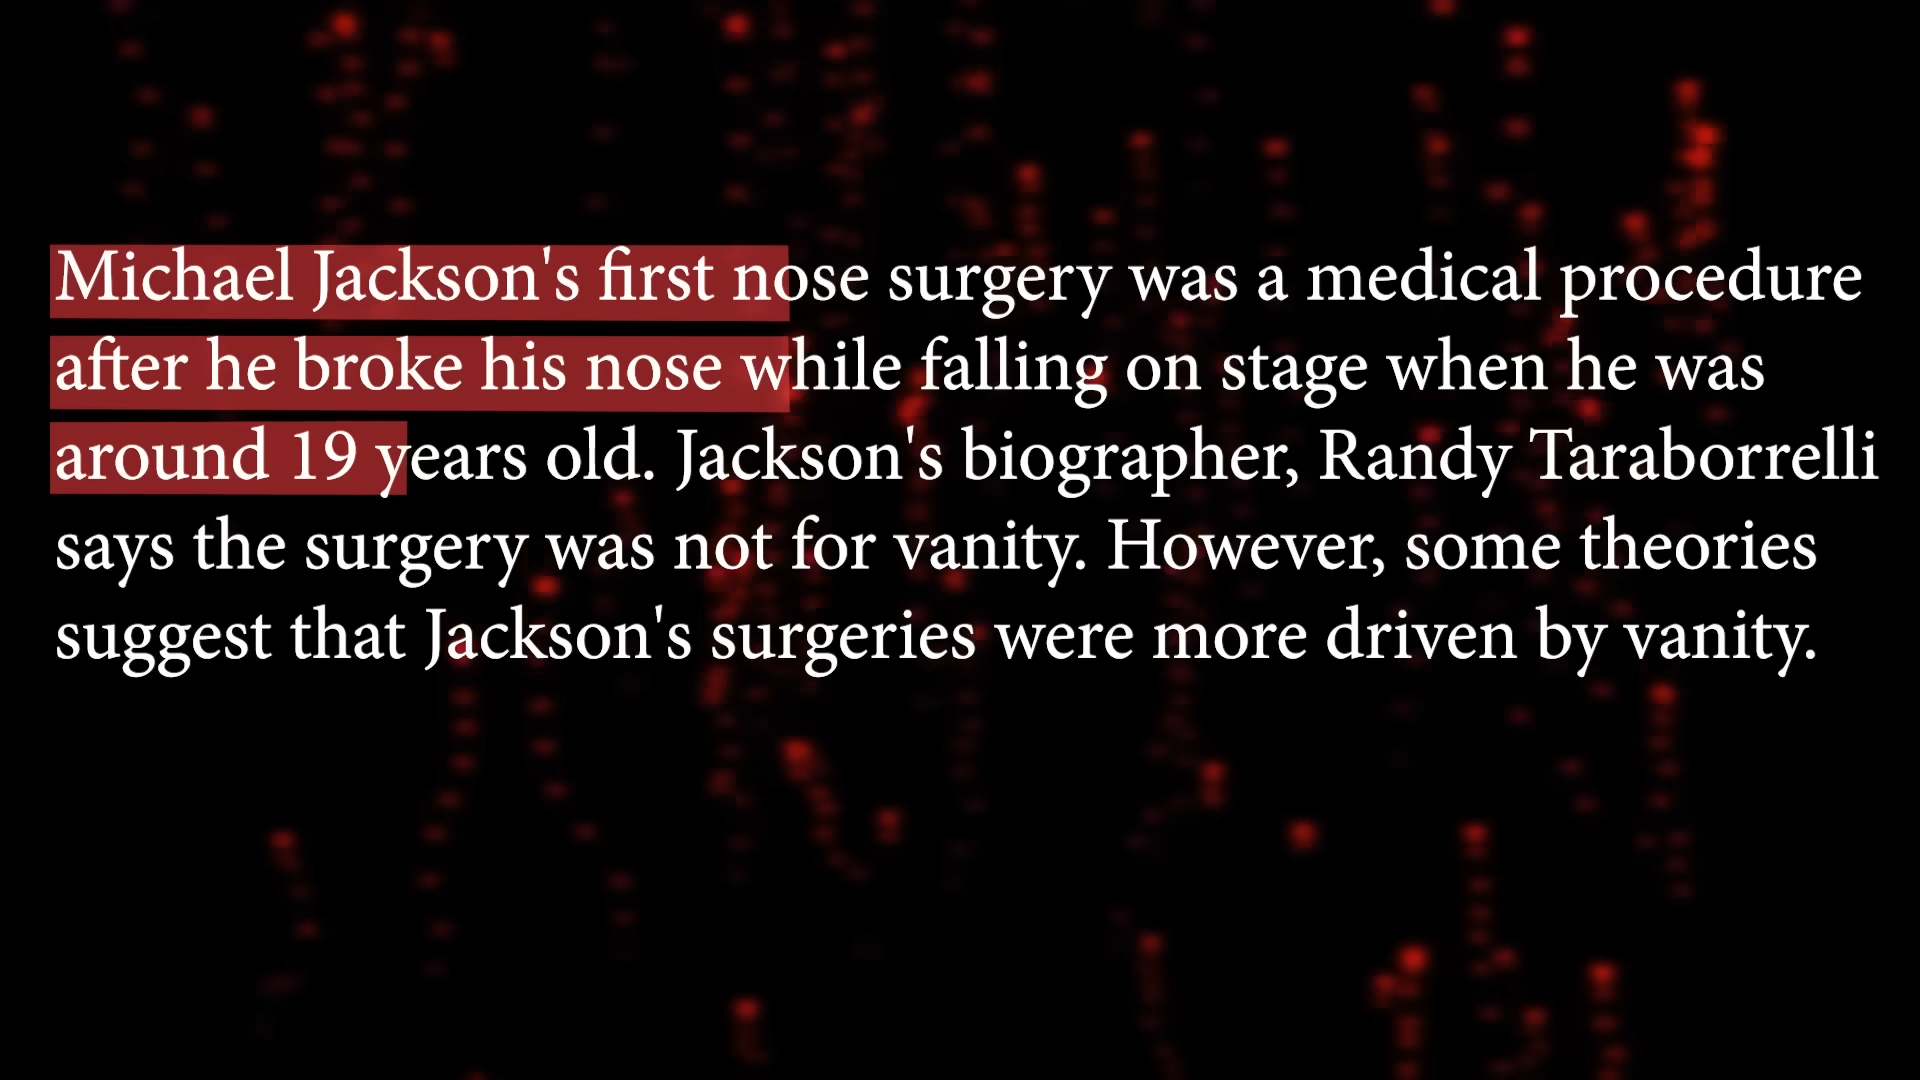 Michael Jackson's first nose surgery was a medical procedure
after he broke his nose while falling on stage when he was
around 19 years old. Jackson's biographer, Randy Taraborrelli
says the surgery was not for vanity. However, some theories
suggest that Jackson's surgeries were more driven by vanity.